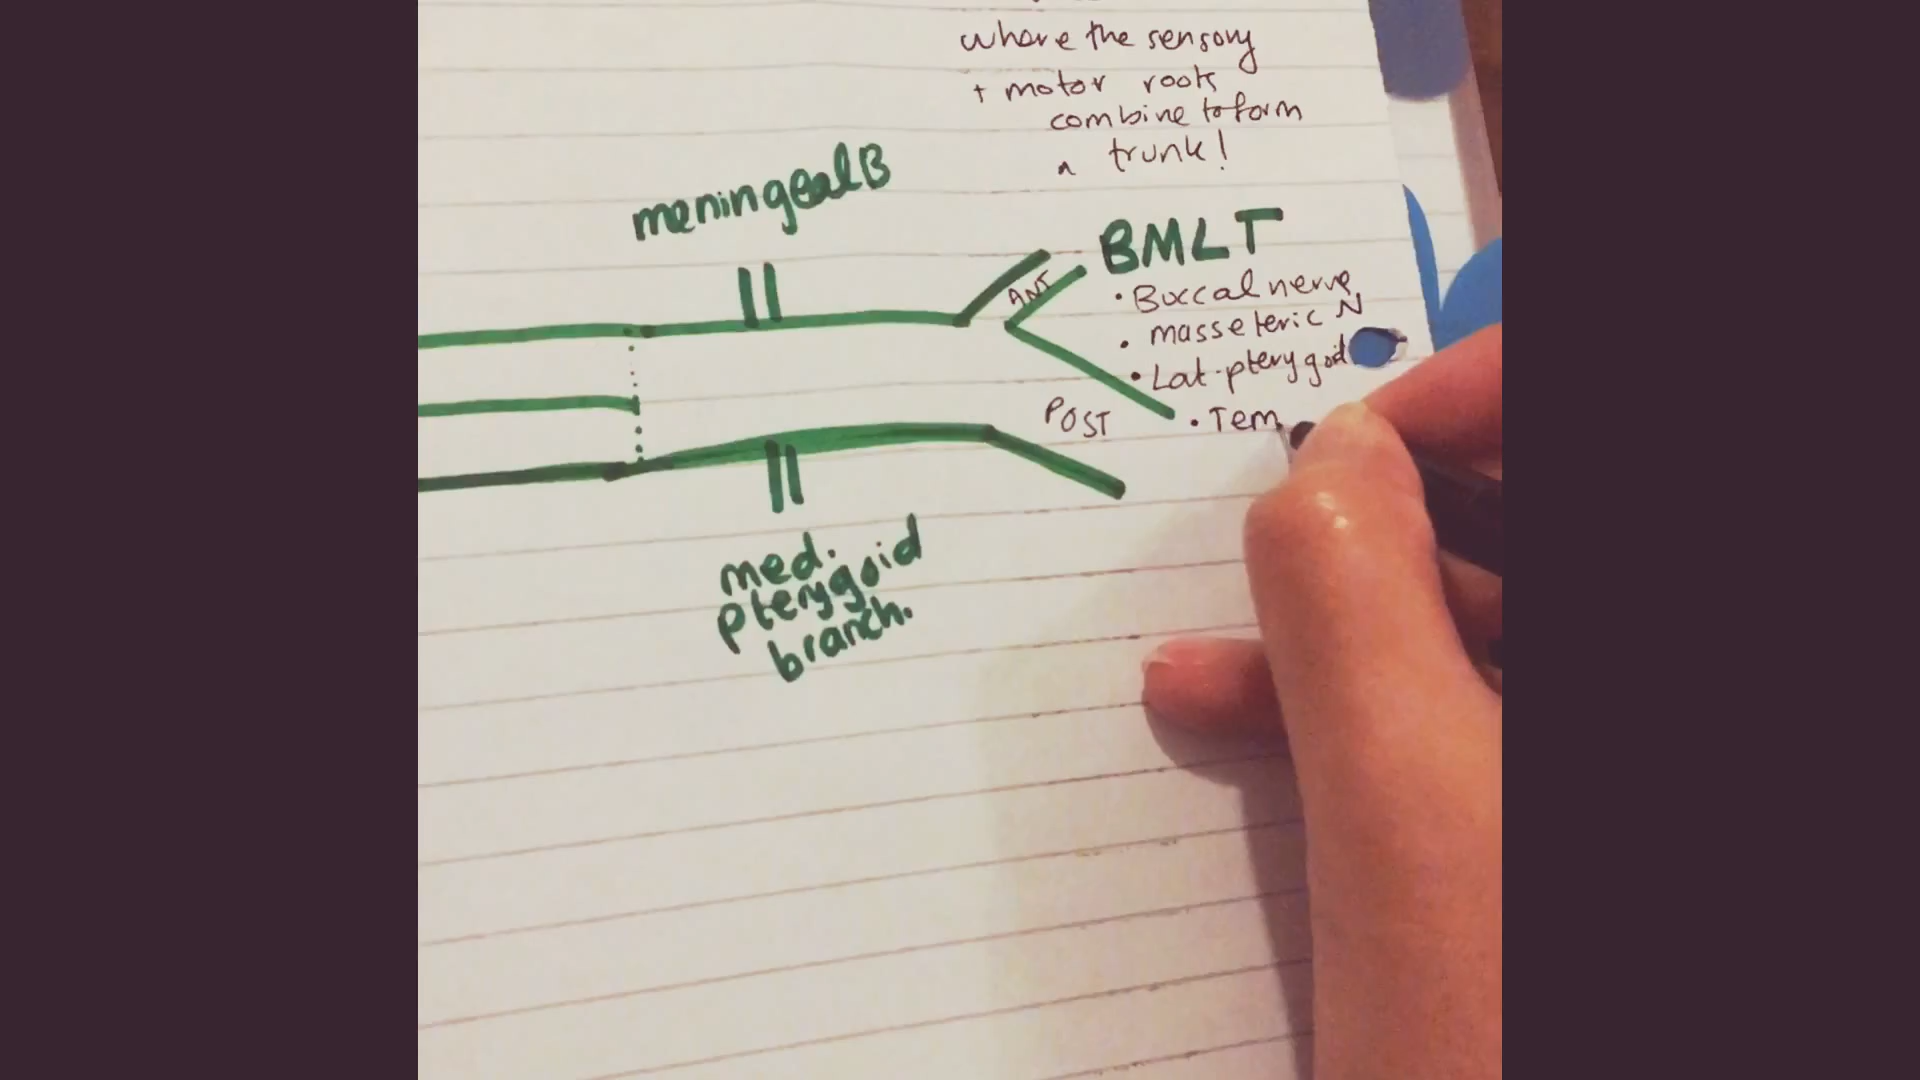 where the sensory
+ motor roots
combine to form
a trunk!
meningeal B
BMLT
ANT
• Buccal nerve
• masseteric N
• Lat. pterygoid
POST
• Tem
med.
pterygoid
branch.